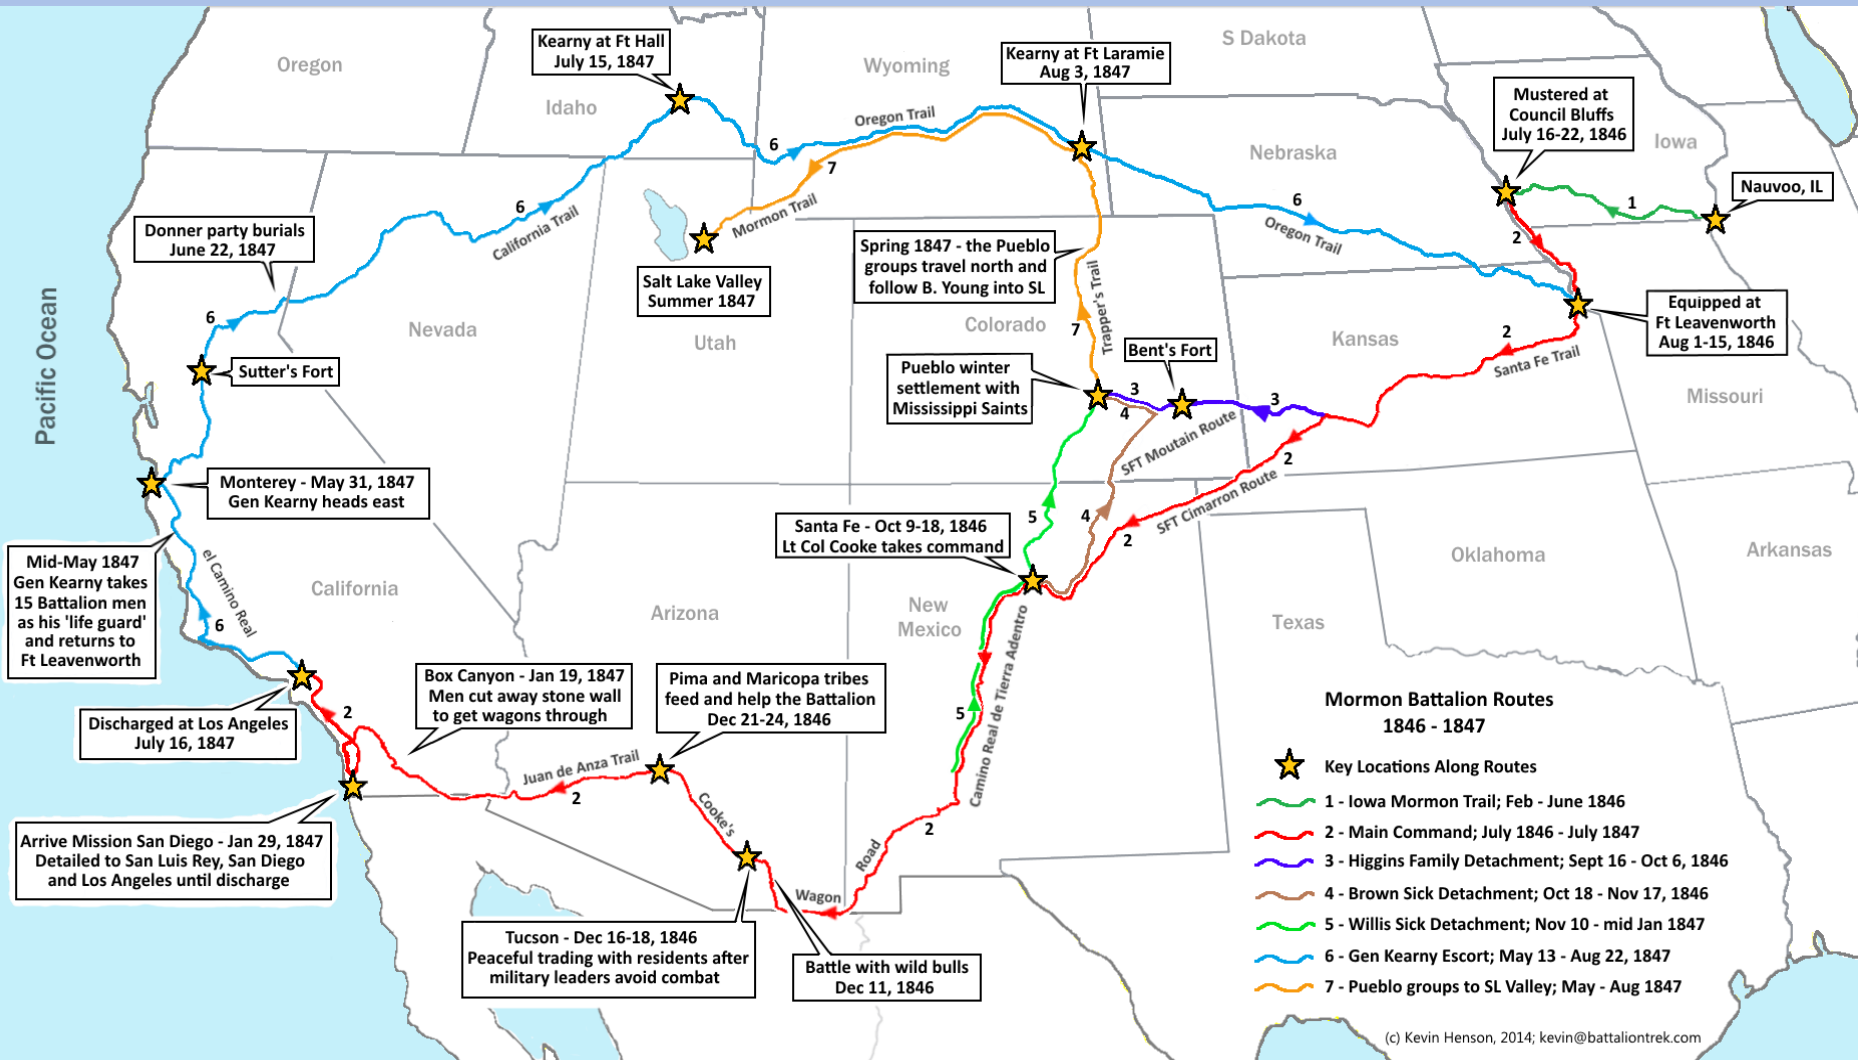 Oregon
Idaho
Wyoming
S Dakota
Nebraska
Iowa
Nevada
Utah
Colorado
Kansas
Missouri
California
Arizona
New
Mexico
Texas
Oklahoma
Arkansas
Pacific Ocean
Kearny at Ft Hall
July 15, 1847
Kearny at Ft Laramie
Aug 3, 1847
Mustered at
Council Bluffs
July 16-22, 1846
Nauvoo, IL
Donner party burials
June 22, 1847
Salt Lake Valley
Summer 1847
Spring 1847 - the Pueblo
groups travel north and
follow B. Young into SL
Equipped at
Ft Leavenworth
Aug 1-15, 1846
Sutter's Fort
Pueblo winter
settlement with
Mississippi Saints
Bent's Fort
Monterey - May 31, 1847
Gen Kearny heads east
Santa Fe - Oct 9-18, 1846
Lt Col Cooke takes command
Mid-May 1847
Gen Kearny takes
15 Battalion men
as his 'life guard'
and returns to
Ft Leavenworth
Discharged at Los Angeles
July 16, 1847
Box Canyon - Jan 19, 1847
Men cut away stone wall
to get wagons through
Pima and Maricopa tribes
feed and help the Battalion
Dec 21-24, 1846
Arrive Mission San Diego - Jan 29, 1847
Detailed to San Luis Rey, San Diego
and Los Angeles until discharge
Tucson - Dec 16-18, 1846
Peaceful trading with residents after
military leaders avoid combat
Battle with wild bulls
Dec 11, 1846
Oregon Trail
California Trail
Mormon Trail
Oregon Trail
Trapper's Trail
Santa Fe Trail
SFT Moutain Route
SFT Cimarron Route
el Camino Real
Camino Real de Tierra Adentro
Juan de Anza Trail
Cooke's
Wagon
Road
6
6
7
6
1
2
6
7
2
3
4
3
2
5
4
2
6
2
5
2
2
Mormon Battalion Routes
1846 - 1847
Key Locations Along Routes
1 - Iowa Mormon Trail; Feb - June 1846
2 - Main Command; July 1846 - July 1847
3 - Higgins Family Detachment; Sept 16 - Oct 6, 1846
4 - Brown Sick Detachment; Oct 18 - Nov 17, 1846
5 - Willis Sick Detachment; Nov 10 - mid Jan 1847
6 - Gen Kearny Escort; May 13 - Aug 22, 1847
7 - Pueblo groups to SL Valley; May - Aug 1847
(c) Kevin Henson, 2014; kevin@battaliontrek.com